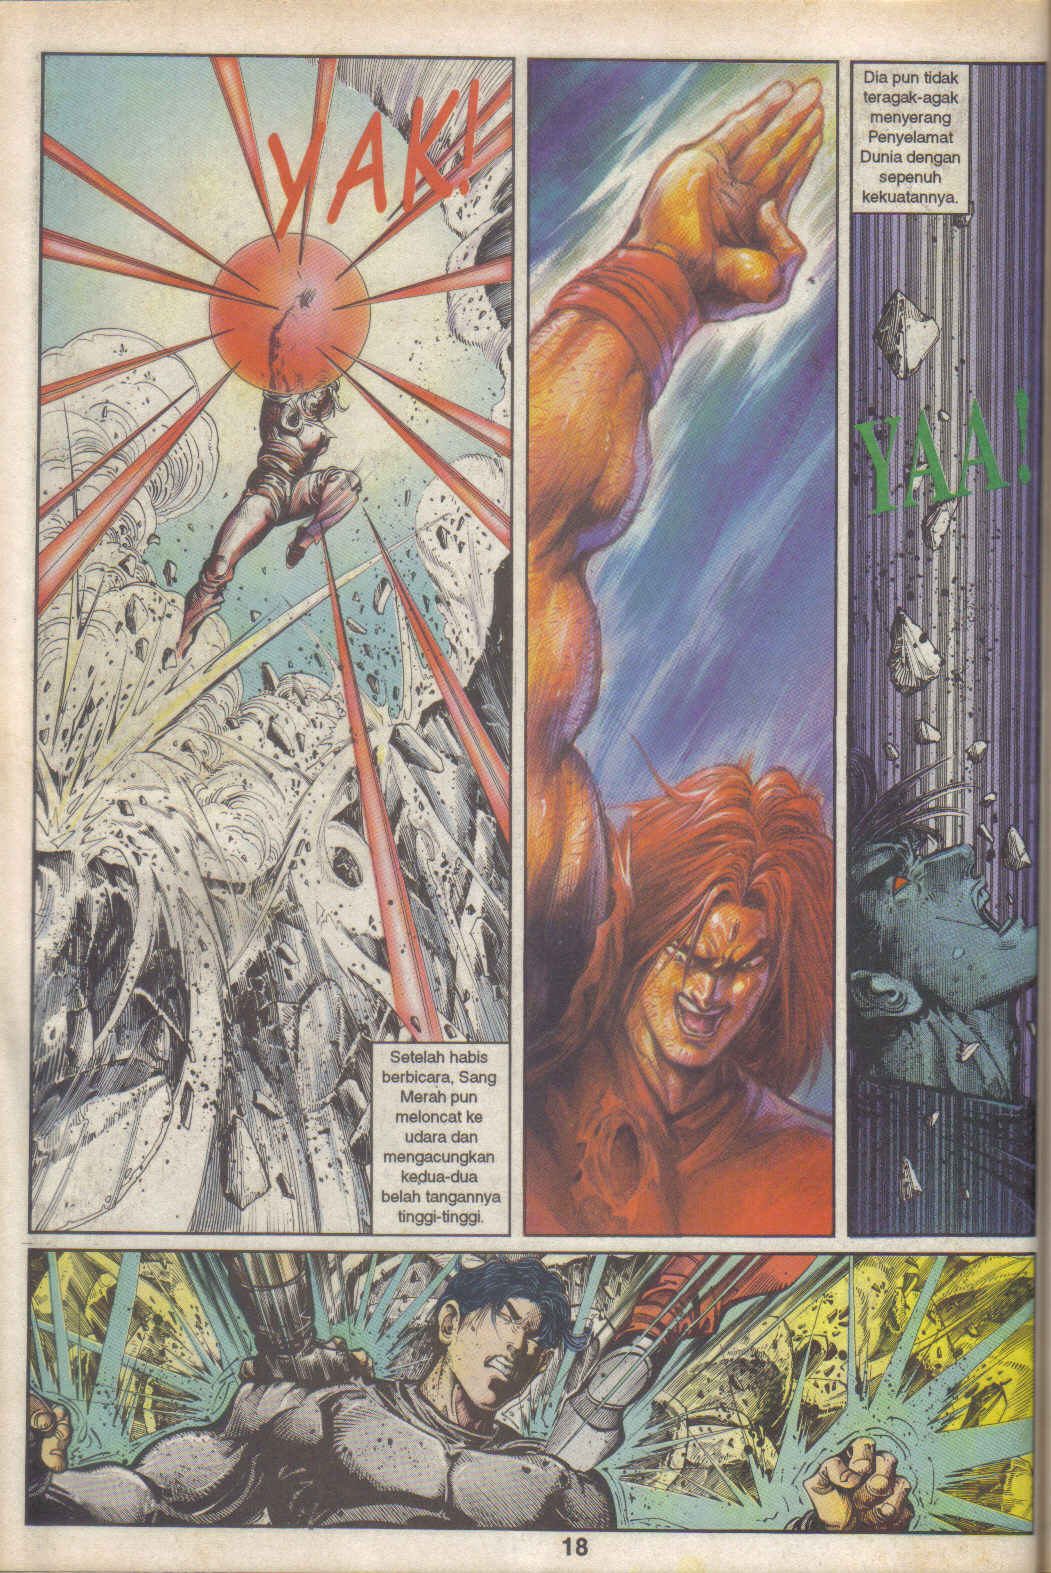 YAK!
Setelah habis
berbicara, Sang
Merah pun
meloncat ke
udara dan
mengacungkan
kedua-dua
belah tangannya
tinggi-tinggi.
Dia pun tidak
teragak-agak
menyerang
Penyelamat
Dunia dengan
sepenuh
kekuatannya.
YAA!
18